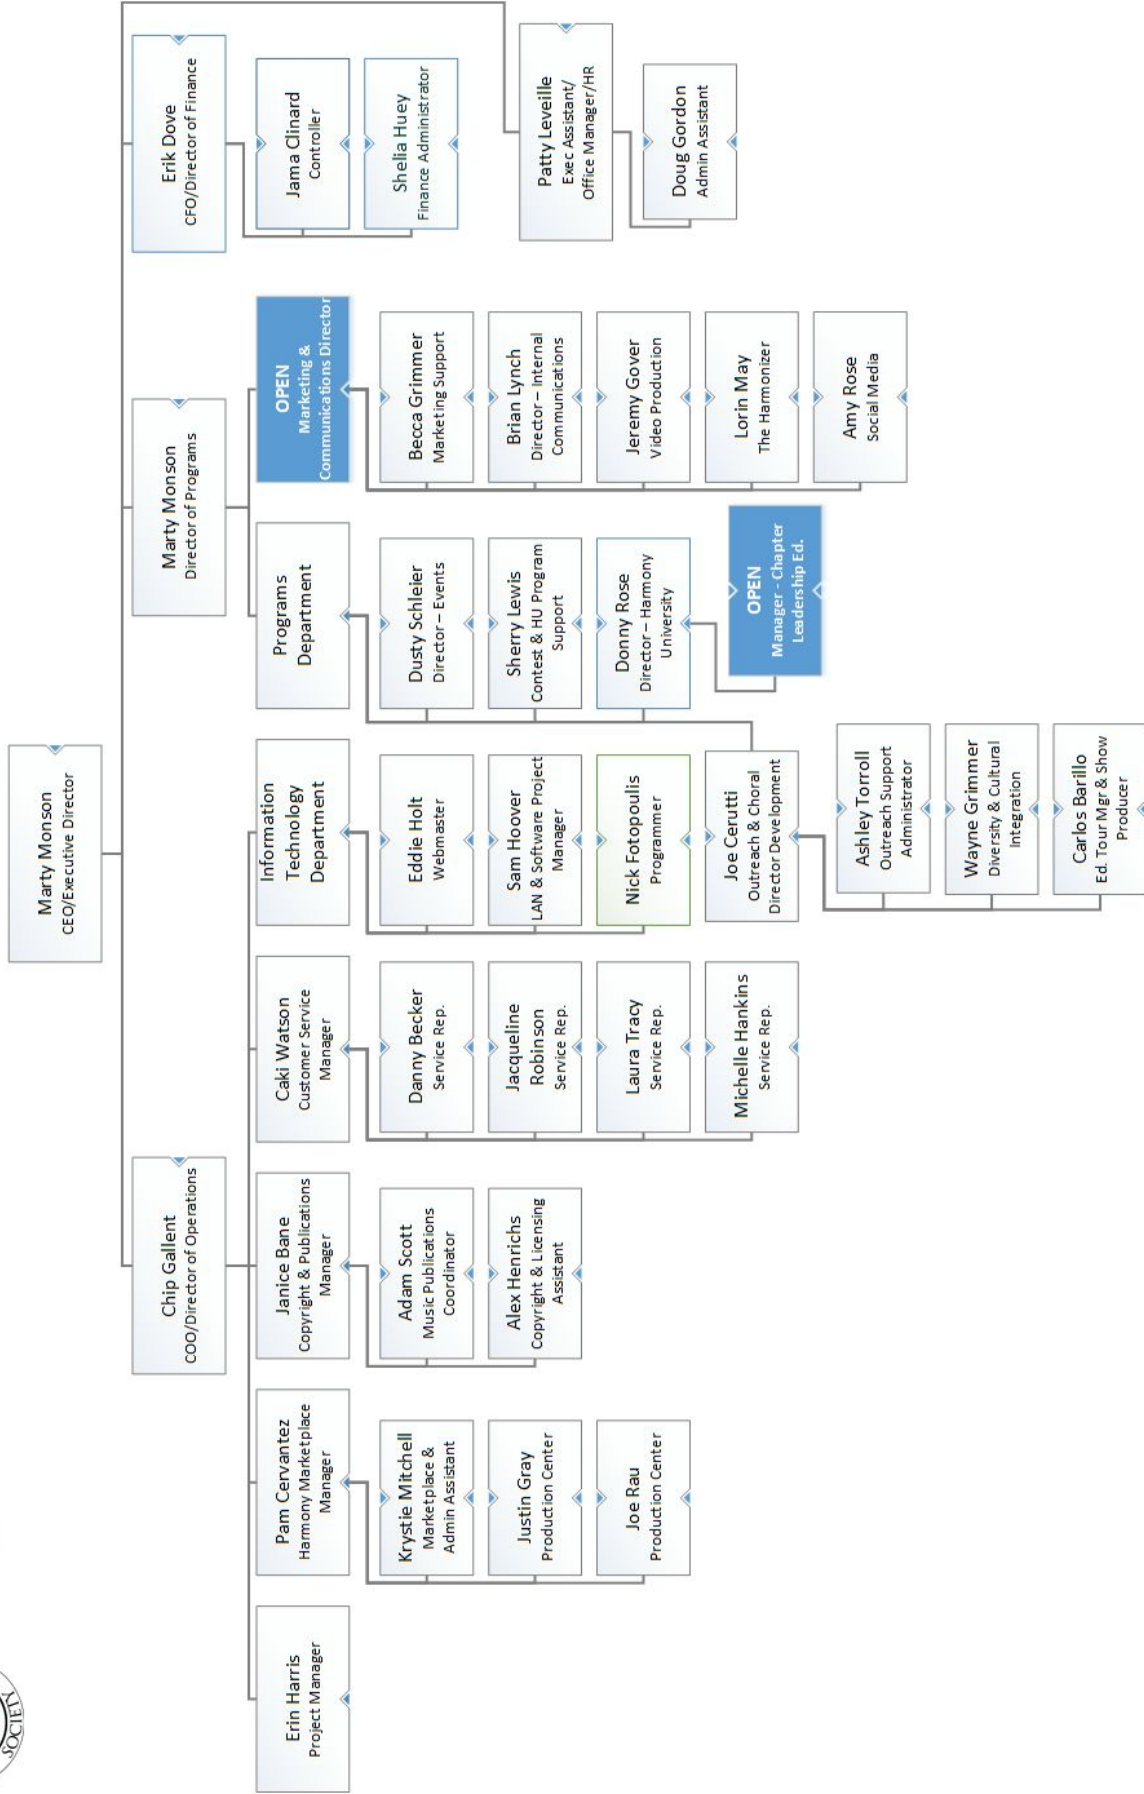 SOCIETY
Marty Monson
CEO/Executive Director
Chip Gallent
COO/Director of Operations
Marty Monson
Director of Programs
Erik Dove
CFO/Director of Finance
Erin Harris
Project Manager
Pam Cervantez
Harmony Marketplace
Manager
Krystie Mitchell
Marketplace &
Admin Assistant
Justin Gray
Production Center
Joe Rau
Production Center
Janice Bane
Copyright & Publications
Manager
Adam Scott
Music Publications
Coordinator
Alex Henrichs
Copyright & Licensing
Assistant
Caki Watson
Customer Service
Manager
Danny Becker
Service Rep.
Jacqueline
Robinson
Service Rep.
Laura Tracy
Service Rep.
Michelle Hankins
Service Rep.
Information
Technology
Department
Eddie Holt
Webmaster
Sam Hoover
LAN & Software Project
Manager
Nick Fotopoulis
Programmer
Programs
Department
Dusty Schleier
Director – Events
Sherry Lewis
Contest & HU Program
Support
Donny Rose
Director – Harmony
University
OPEN
Manager - Chapter
Leadership Ed.
Joe Cerutti
Outreach & Choral
Director Development
Ashley Torroll
Outreach Support
Administrator
Wayne Grimmer
Diversity & Cultural
Integration
Carlos Barillo
Ed. Tour Mgr & Show
Producer
OPEN
Marketing &
Communications Director
Becca Grimmer
Marketing Support
Brian Lynch
Director – Internal
Communications
Jeremy Gover
Video Production
Lorin May
The Harmonizer
Amy Rose
Social Media
Jama Clinard
Controller
Shelia Huey
Finance Administrator
Patty Leveille
Exec Assistant/
Office Manager/HR
Doug Gordon
Admin Assistant